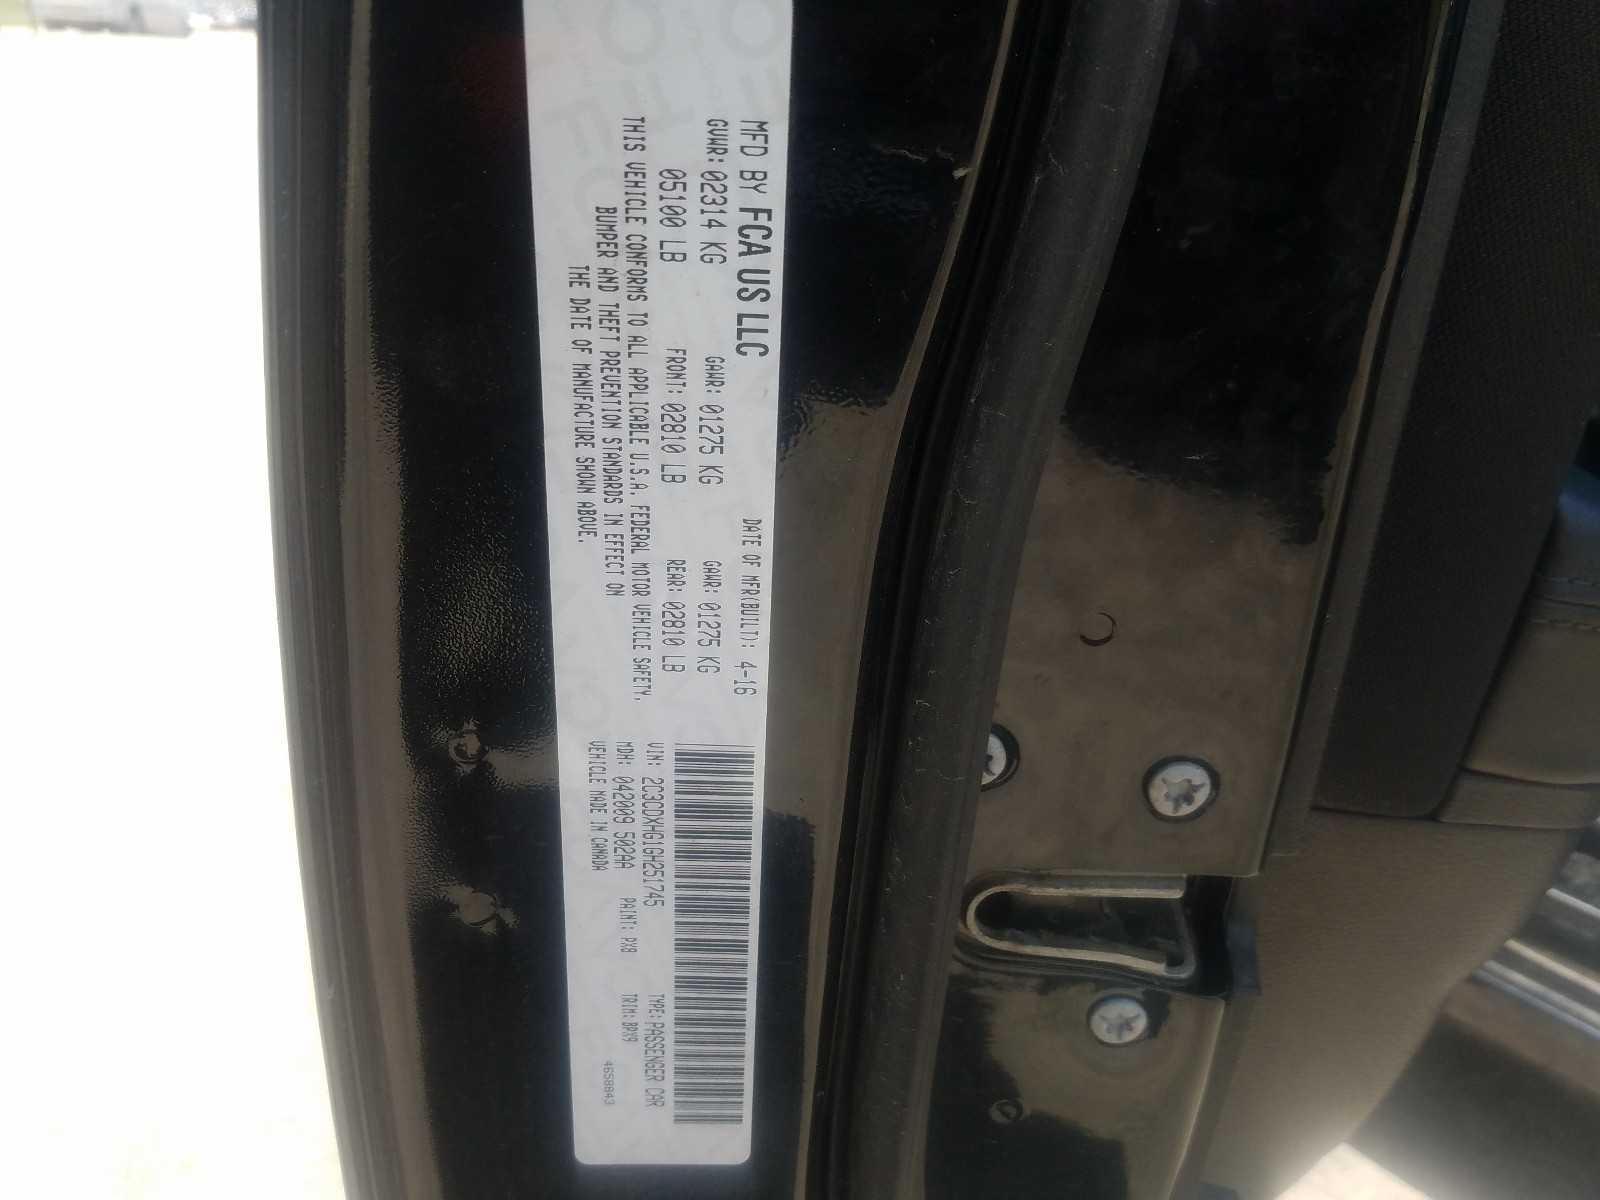 MFD BY FCA US LLC
DATE OF MFR(BUILT): 4-16
GVWR: 02314 KG GAWR: 01275 KG GAWR: 01275 KG
05100 LB FRONT: 02810 LB REAR: 02810 LB
THIS VEHICLE CONFORMS TO ALL APPLICABLE U.S.A. FEDERAL MOTOR VEHICLE SAFETY,
BUMPER AND THEFT PREVENTION STANDARDS IN EFFECT ON
THE DATE OF MANUFACTURE SHOWN ABOVE.
VIN: 2C3CDXHG1GH251745 TYPE: PASSENGER CAR
MDH: 042009 502AA PAINT: PX8 TRIM: BPX9
VEHICLE MADE IN CANADA 4658943